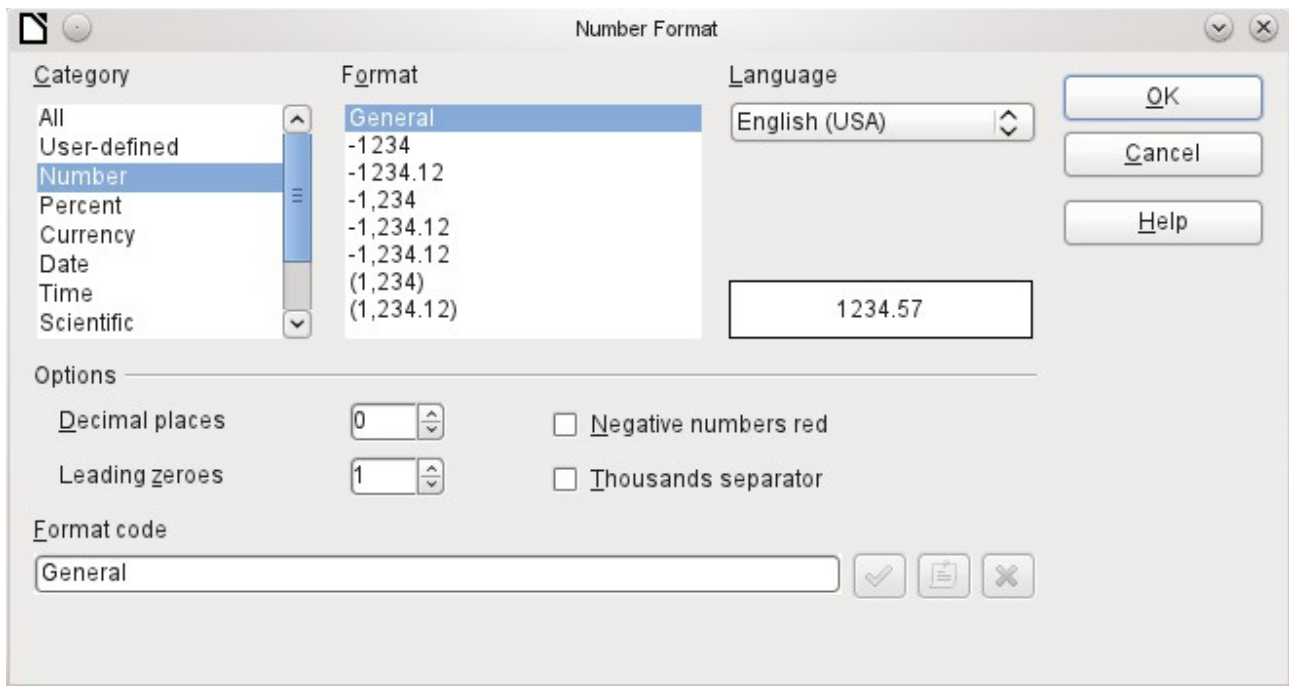 Number Format
Category
All
User-defined
Number
Percent
Currency
Date
Time
Scientific
Format
General
-1234
-1234.12
-1,234
-1,234.12
-1,234.12
(1,234)
(1,234.12)
Language
English (USA)
1234.57
OK
Cancel
Help
Options
Decimal places
0
Negative numbers red
Leading zeroes
1
Thousands separator
Format code
General